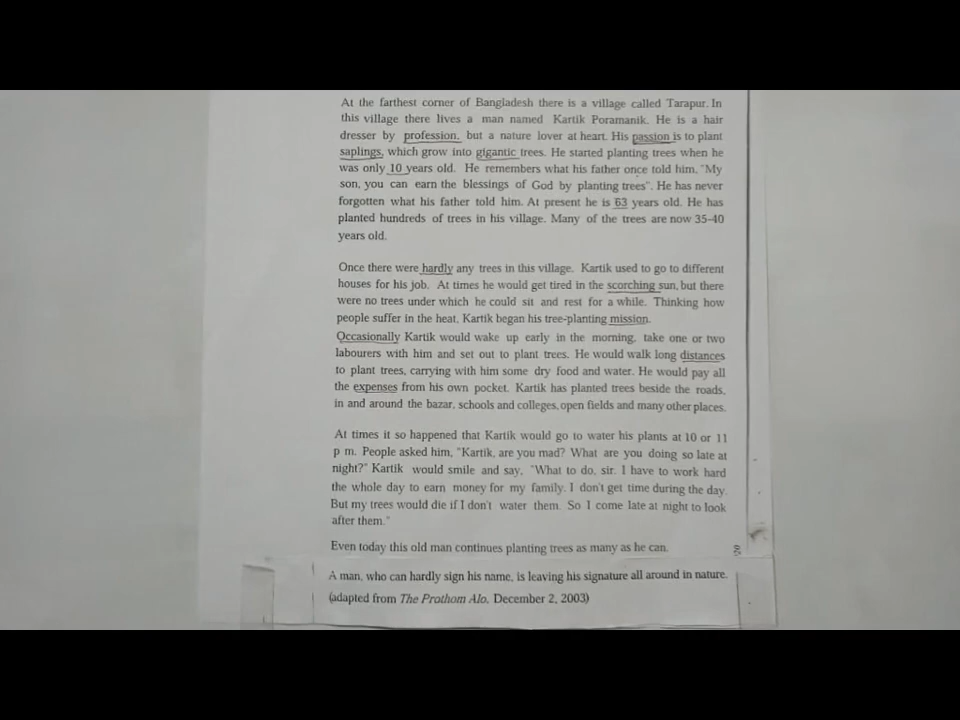 At the farthest corner of Bangladesh there is a village called Tarapur. In
this village there lives a man named Kartik Poramanik. He is a hair
dresser by profession, but a nature lover at heart. His passion is to plant
saplings, which grow into gigantic trees. He started planting trees when he
was only 10 years old. He remembers what his father once told him, "My
son, you can earn the blessings of God by planting trees". He has never
forgotten what his father told him. At present he is 63 years old. He has
planted hundreds of trees in his village. Many of the trees are now 35-40
years old.
Once there were hardly any trees in this village. Kartik used to go to different
houses for his job. At times he would get tired in the scorching sun, but there
were no trees under which he could sit and rest for a while. Thinking how
people suffer in the heat, Kartik began his tree-planting mission.
Occasionally Kartik would wake up early in the morning, take one or two
labourers with him and set out to plant trees. He would walk long distances
to plant trees, carrying with him some dry food and water. He would pay all
the expenses from his own pocket. Kartik has planted trees beside the roads,
in and around the bazar, schools and colleges, open fields and many other places.
At times it so happened that Kartik would go to water his plants at 10 or 11
p m. People asked him, "Kartik, are you mad? What are you doing so late at
night?" Kartik would smile and say, "What to do, sir. I have to work hard
the whole day to earn money for my family. I don't get time during the day.
But my trees would die if I don't water them. So I come late at night to look
after them."
Even today this old man continues planting trees as many as he can.
A man, who can hardly sign his name, is leaving his signature all around in nature.
(adapted from The Prothom Alo, December 2, 2003)